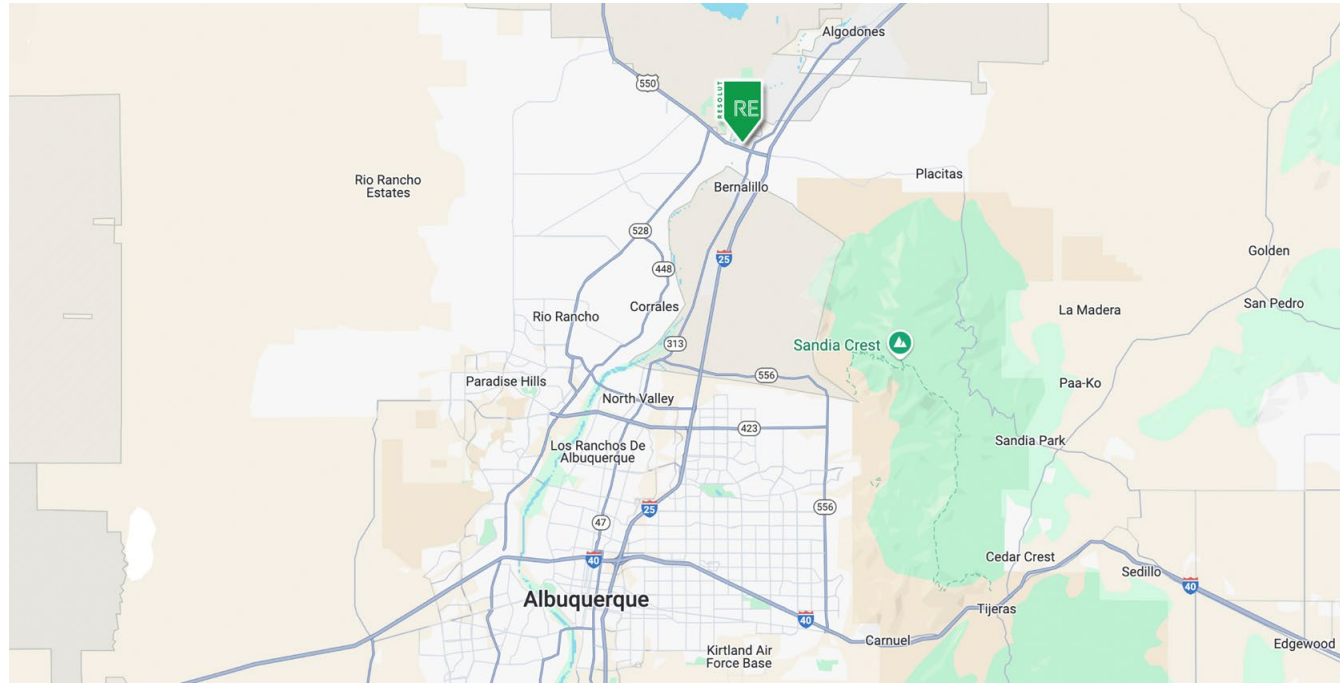 Algodones
550
RESOLUT
RE
Placitas
Rio Rancho
Estates
Bernalillo
528
25
448
Golden
Corrales
La Madera
San Pedro
Rio Rancho
313
Sandia Crest
556
Paradise Hills
Paa-Ko
North Valley
423
Sandia Park
Los Ranchos De
Albuquerque
25
556
47
40
Cedar Crest
Sedillo
40
Albuquerque
Tijeras
40
Carnuel
Edgewood
Kirtland Air
Force Base